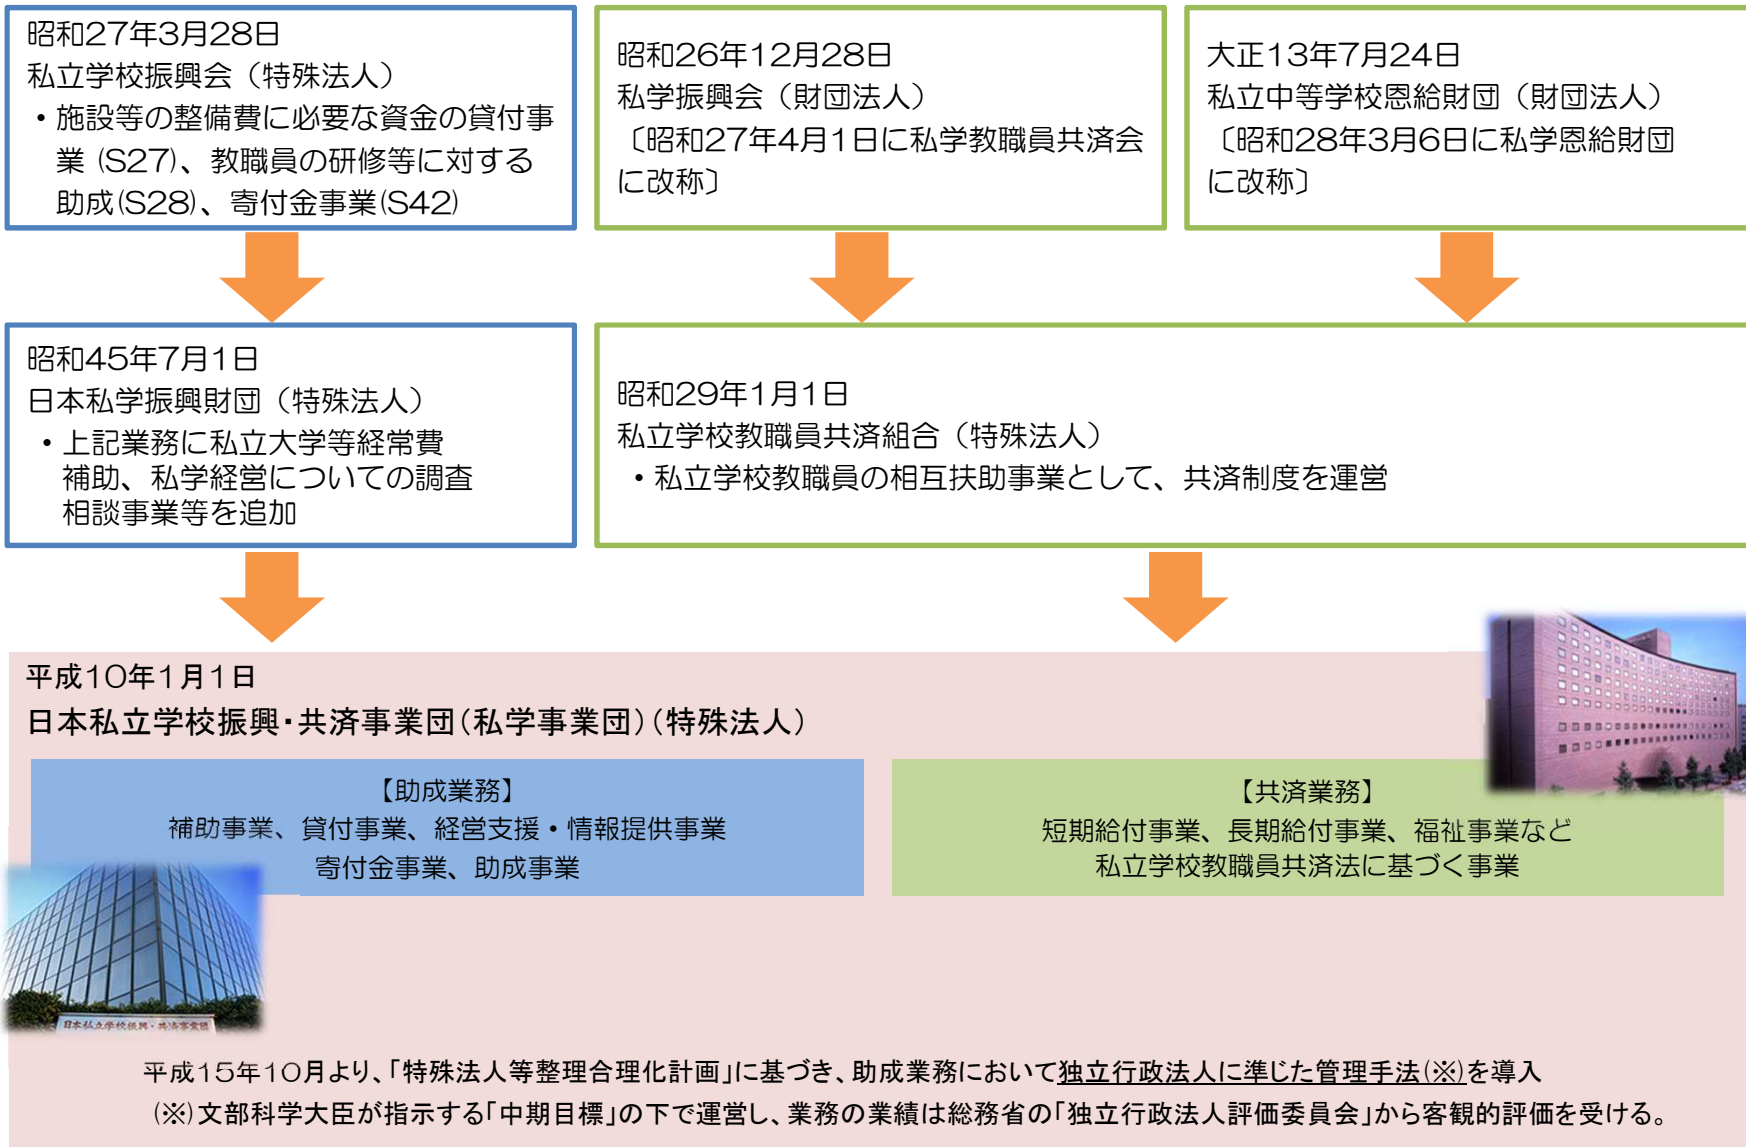 昭和27年3月28日
私立学校振興会（特殊法人）
・施設等の整備費に必要な資金の貸付事
業 (S27)、教職員の研修等に対する
助成(S28)、寄付金事業(S42)
昭和26年12月28日
私学振興会（財団法人）
〔昭和27年4月1日に私学教職員共済会
に改称〕
大正13年7月24日
私立中等学校恩給財団（財団法人）
〔昭和28年3月6日に私学恩給財団
に改称〕
昭和45年7月1日
日本私学振興財団（特殊法人）
・上記業務に私立大学等経常費
補助、私学経営についての調査
相談事業等を追加
昭和29年1月1日
私立学校教職員共済組合（特殊法人）
・私立学校教職員の相互扶助事業として、共済制度を運営
平成10年1月1日
日本私立学校振興・共済事業団（私学事業団）（特殊法人）
【助成業務】
補助事業、貸付事業、経営支援・情報提供事業
寄付金事業、助成事業
【共済業務】
短期給付事業、長期給付事業、福祉事業など
私立学校教職員共済法に基づく事業
日本私立学校振興・共済事業団
平成15年10月より、「特殊法人等整理合理化計画」に基づき、助成業務において独立行政法人に準じた管理手法（※）を導入
（※）文部科学大臣が指示する「中期目標」の下で運営し、業務の業績は総務省の「独立行政法人評価委員会」から客観的評価を受ける。